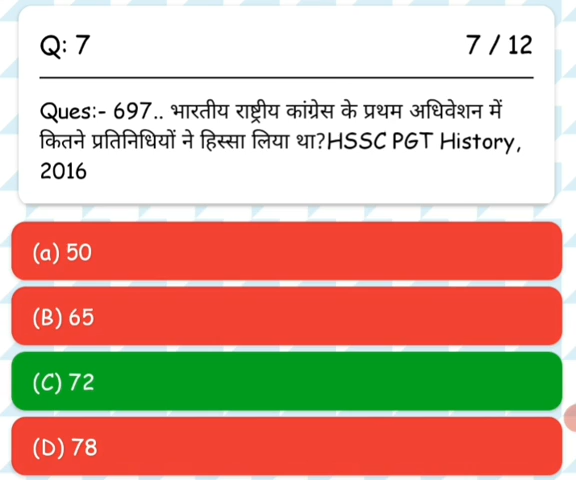 Q: 7
7 / 12
Ques:- 697.. भारतीय राष्ट्रीय कांग्रेस के प्रथम अधिवेशन में
कितने प्रतिनिधियों ने हिस्सा लिया था?HSSC PGT History,
2016
(a) 50
(B) 65
(C) 72
(D) 78